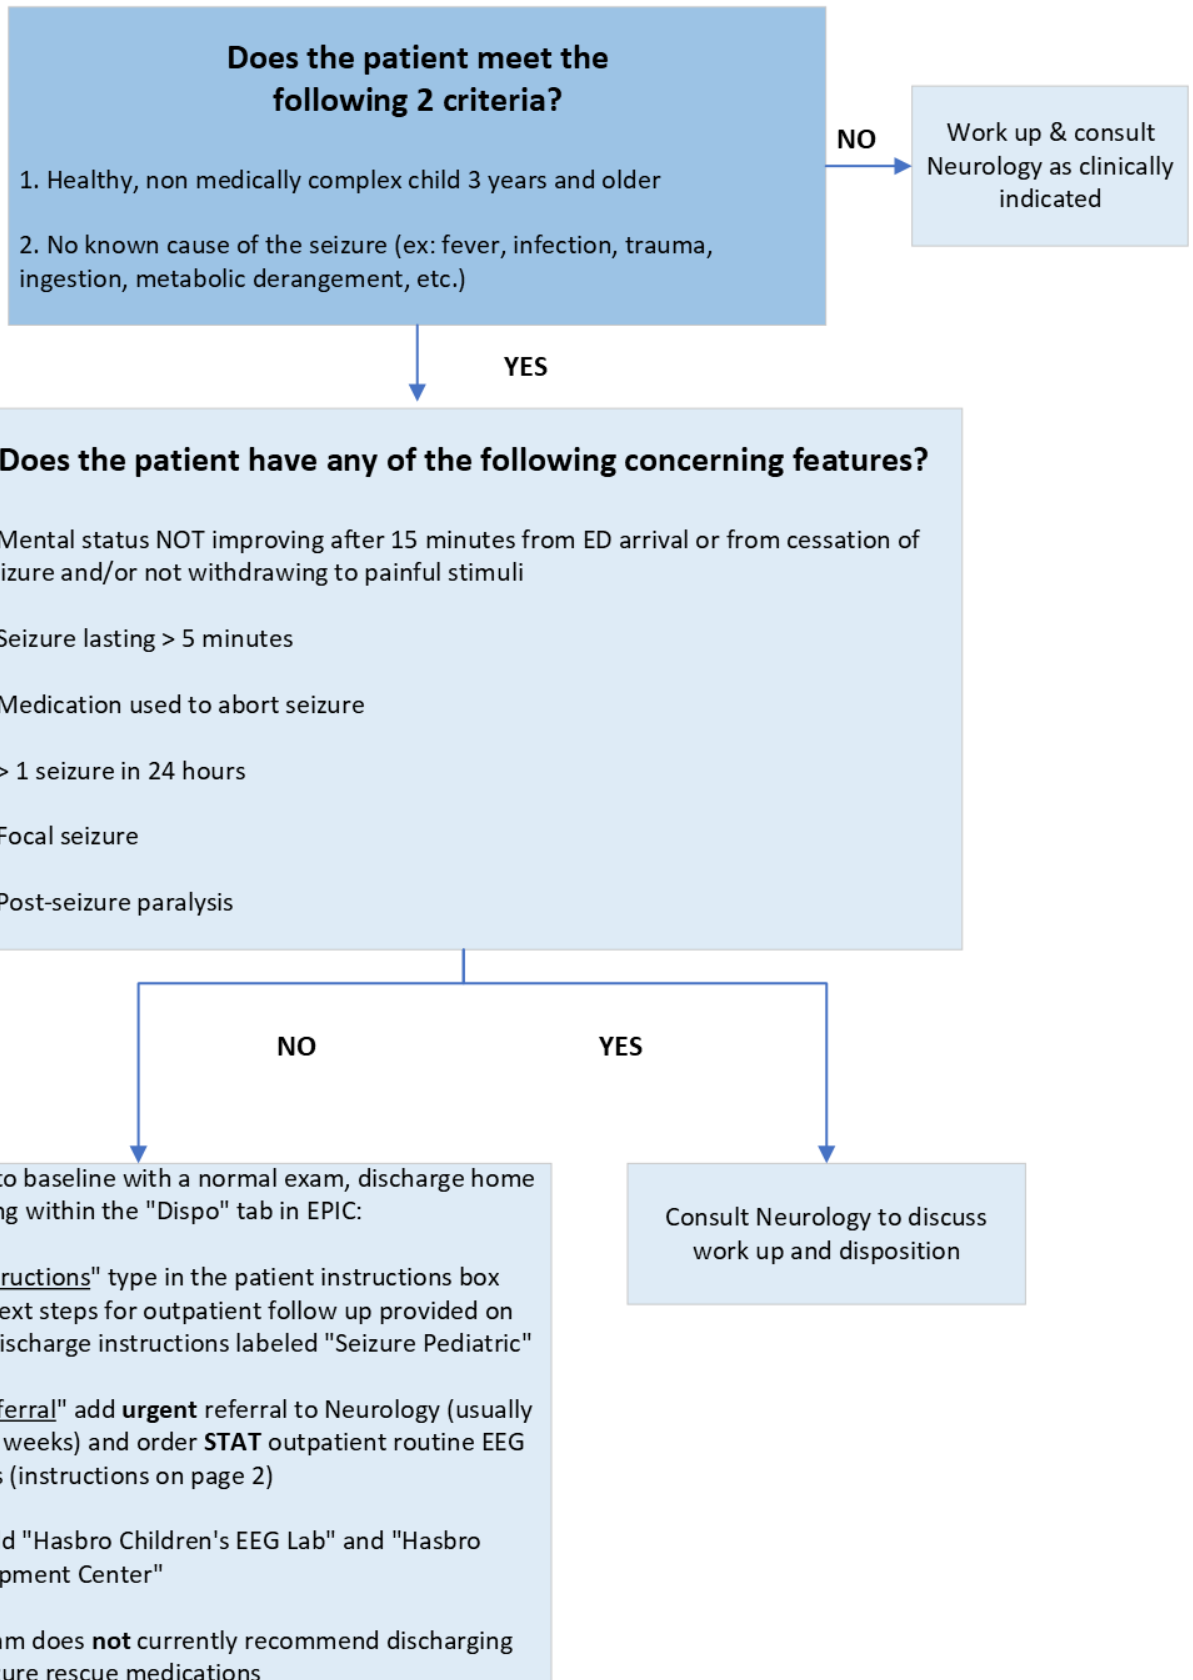 Does the patient meet the
following 2 criteria?
1. Healthy, non medically complex child 3 years and older
2. No known cause of the seizure (ex: fever, infection, trauma,
ingestion, metabolic derangement, etc.)
NO
Work up & consult
Neurology as clinically
indicated
YES
Does the patient have any of the following concerning features?
Mental status NOT improving after 15 minutes from ED arrival or from cessation of
izure and/or not withdrawing to painful stimuli
Seizure lasting > 5 minutes
Medication used to abort seizure
> 1 seizure in 24 hours
Focal seizure
Post-seizure paralysis
NO
YES
to baseline with a normal exam, discharge home
ng within the "Dispo" tab in EPIC:
ructions" type in the patient instructions box
ext steps for outpatient follow up provided on
ischarge instructions labeled "Seizure Pediatric"
ferral" add urgent referral to Neurology (usually
weeks) and order STAT outpatient routine EEG
s (instructions on page 2)
d "Hasbro Children's EEG Lab" and "Hasbro
pment Center"
am does not currently recommend discharging
ure rescue medications
Consult Neurology to discuss
work up and disposition